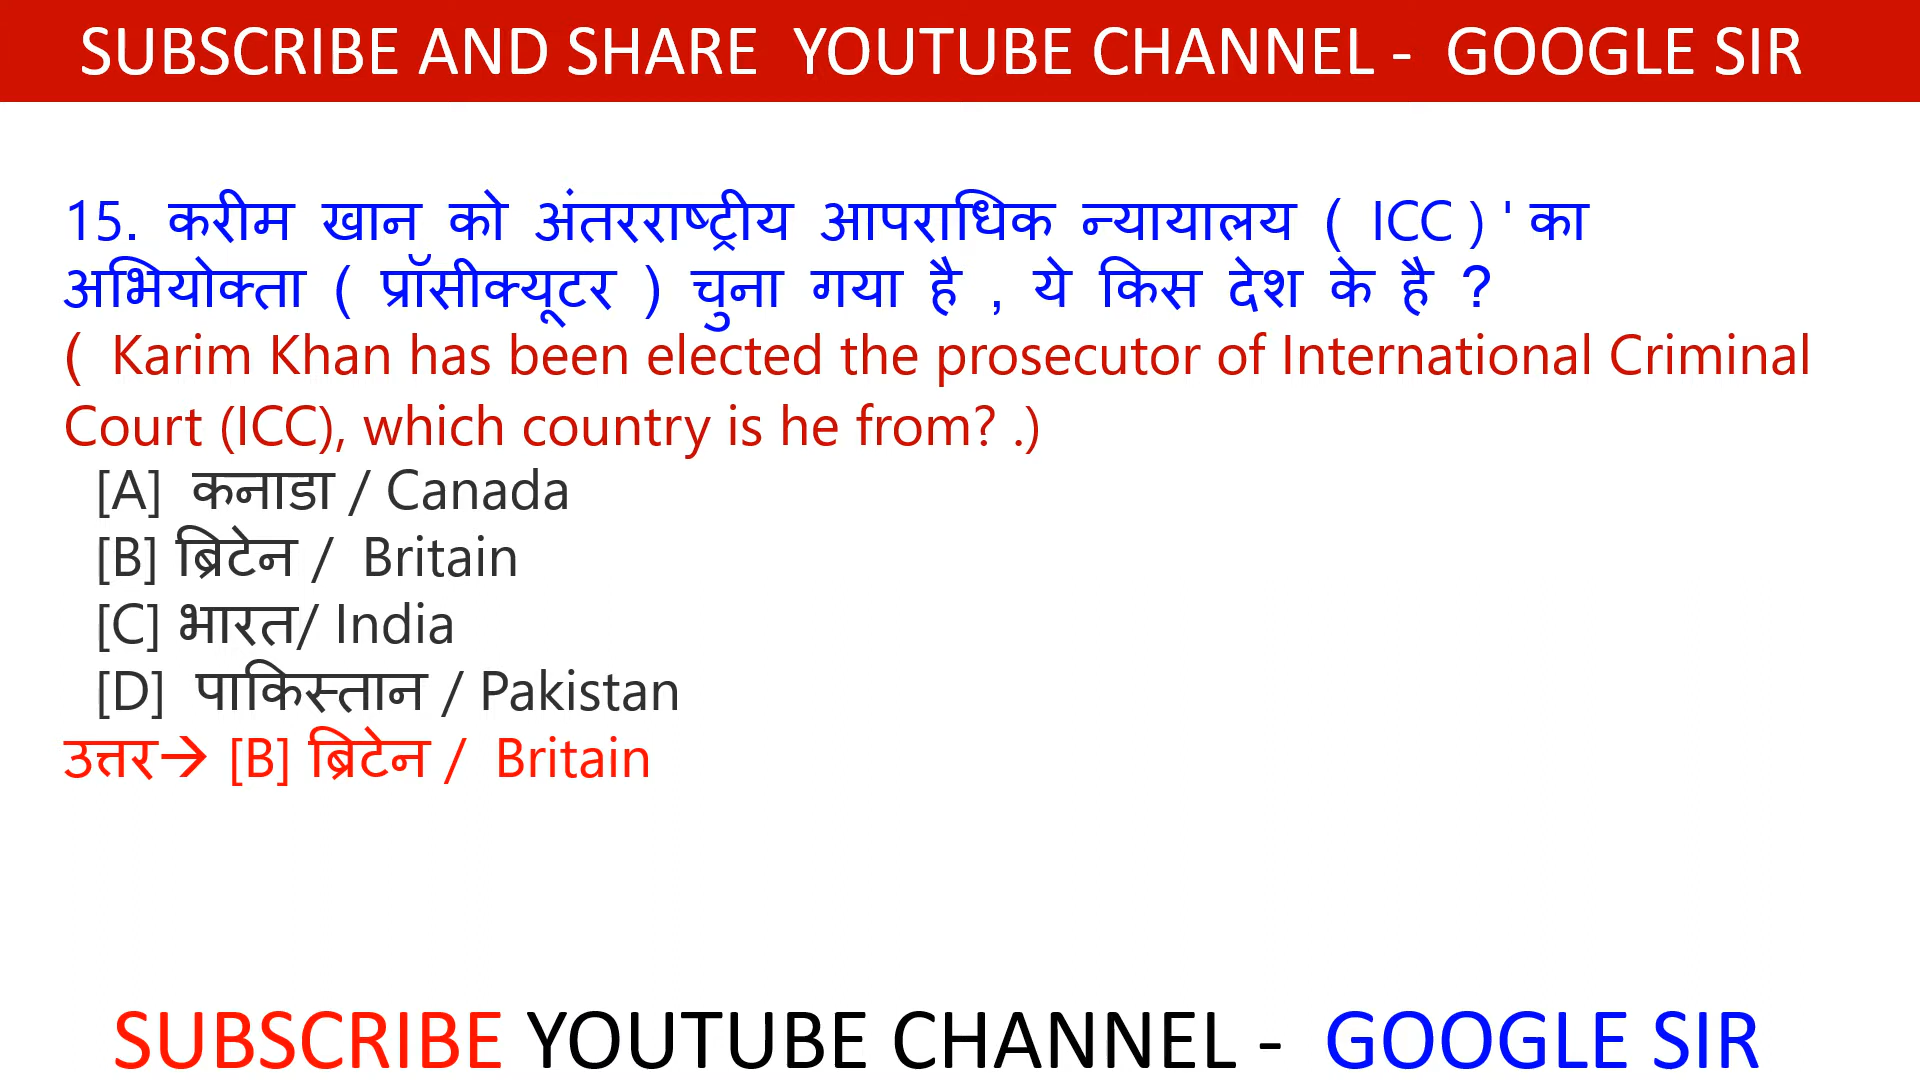 SUBSCRIBE AND SHARE YOUTUBE CHANNEL - GOOGLE SIR
15. करीम खान को अंतरराष्ट्रीय आपराधिक न्यायालय ( ICC ) ' का
अभियोक्ता ( प्रॉसीक्यूटर ) चुना गया है , ये किस देश के है ?
( Karim Khan has been elected the prosecutor of International Criminal
Court (ICC), which country is he from? .)
[A] कनाडा / Canada
[B] ब्रिटेन / Britain
[C] भारत/ India
[D] पाकिस्तान / Pakistan
उत्तर→ [B] ब्रिटेन / Britain
SUBSCRIBE YOUTUBE CHANNEL - GOOGLE SIR